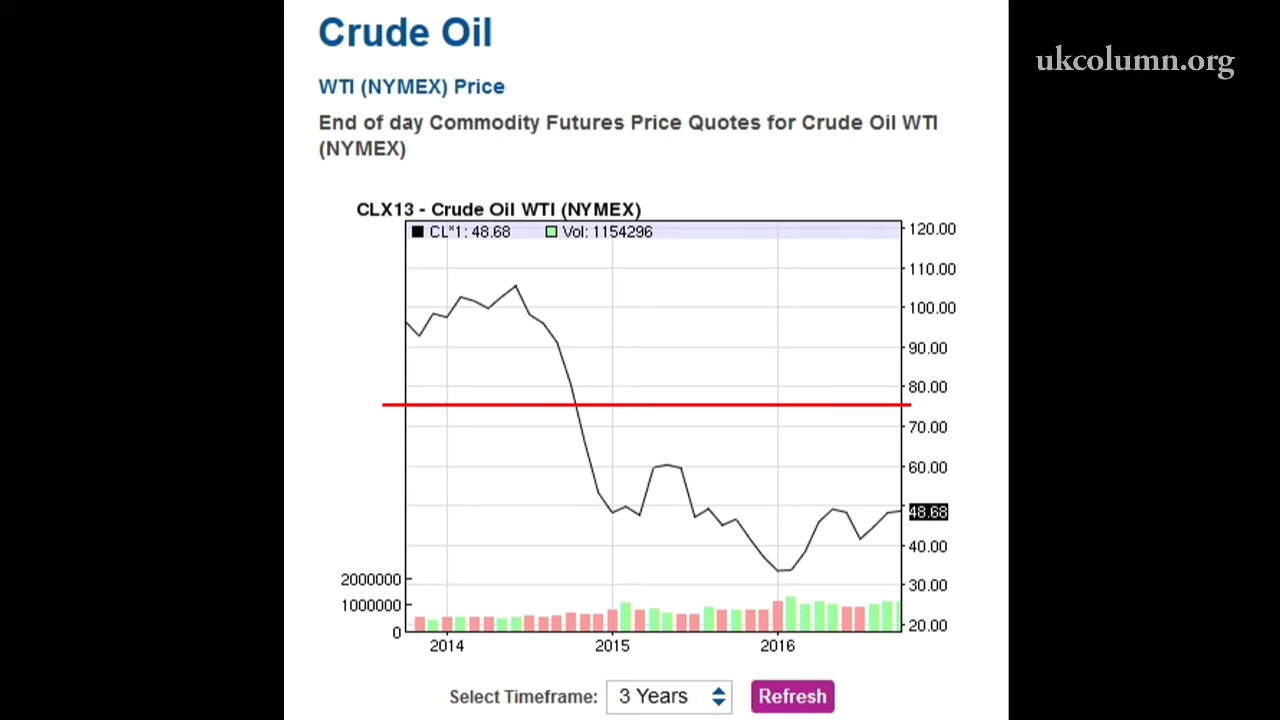 Crude Oil
ukcolumn.org
WTI (NYMEX) Price
End of day Commodity Futures Price Quotes for Crude Oil WTI
(NYMEX)
CLX13 - Crude Oil WTI (NYMEX)
CL*1: 48.68 Vol: 1154296
120.00
110.00
100.00
90.00
80.00
70.00
60.00
48.68
40.00
30.00
20.00
2000000
1000000
0
2014 2015 2016
Select Timeframe: 3 Years Refresh